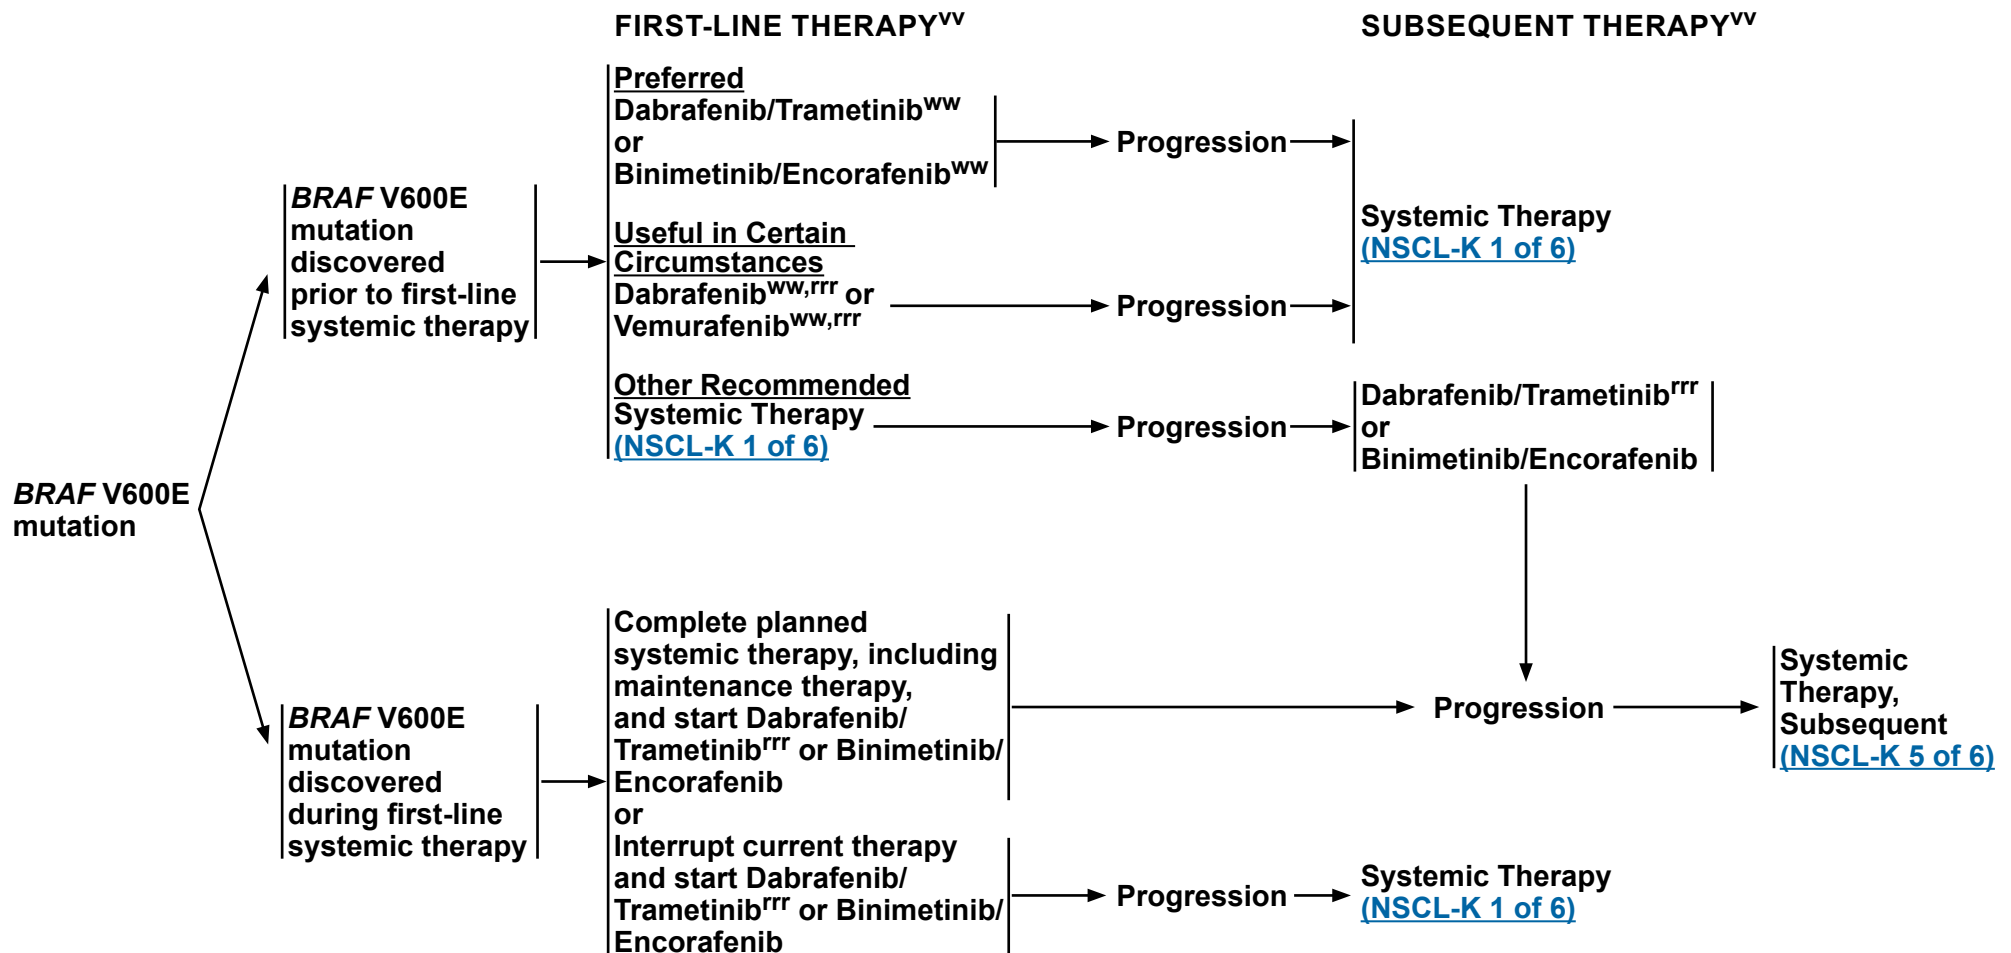 FIRST-LINE THERAPYvv
SUBSEQUENT THERAPYvv
BRAF V600E
mutation
BRAF V600E
mutation
discovered
prior to first-line
systemic therapy
Preferred
Dabrafenib/Trametinibww
or
Binimetinib/Encorafenibww
Progression
Useful in Certain
Circumstances
Dabrafenibww,rrr or
Vemurafenibww,rrr
Progression
Systemic Therapy
(NSCL-K 1 of 6)
Other Recommended
Systemic Therapy
(NSCL-K 1 of 6)
Progression
Dabrafenib/Trametinibrrr
or
Binimetinib/Encorafenib
BRAF V600E
mutation
discovered
during first-line
systemic therapy
Complete planned
systemic therapy, including
maintenance therapy,
and start Dabrafenib/
Trametinibrrr or Binimetinib/
Encorafenib
or
Interrupt current therapy
and start Dabrafenib/
Trametinibrrr or Binimetinib/
Encorafenib
Progression
Systemic
Therapy,
Subsequent
(NSCL-K 5 of 6)
Progression
Systemic Therapy
(NSCL-K 1 of 6)